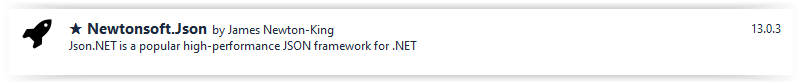 ★ Newtonsoft.Json by James Newton-King 13.0.3
Json.NET is a popular high-performance JSON framework for .NET